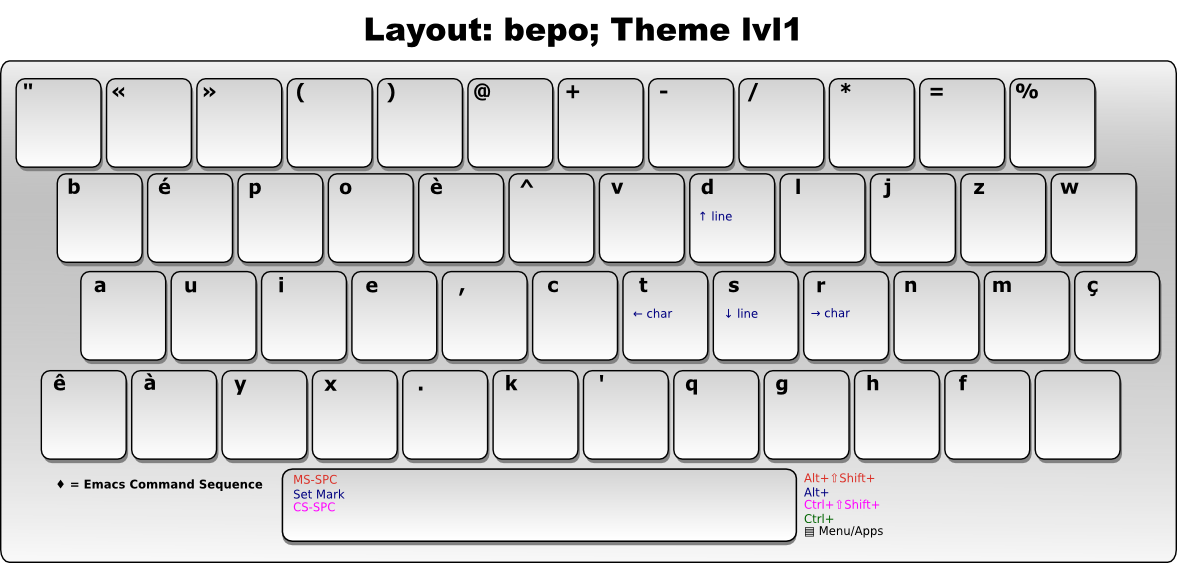 Layout: bepo; Theme lvl1
" « » ( ) @ + - / * = %
b é p o è ^ v d l j z w
↑ line
a u i e , c t s r n m ç
← char ↓ line → char
ê à y x . k ' q g h f
♦ = Emacs Command Sequence
MS-SPC
Set Mark
CS-SPC
Alt+⇧Shift+
Alt+
Ctrl+⇧Shift+
Ctrl+
▤ Menu/Apps